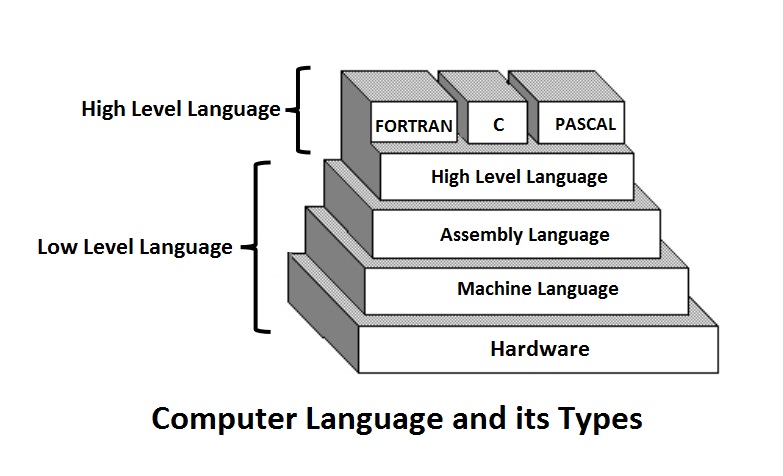 High Level Language
FORTRAN
C
PASCAL
High Level Language
Low Level Language
Assembly Language
Machine Language
Hardware
Computer Language and its Types